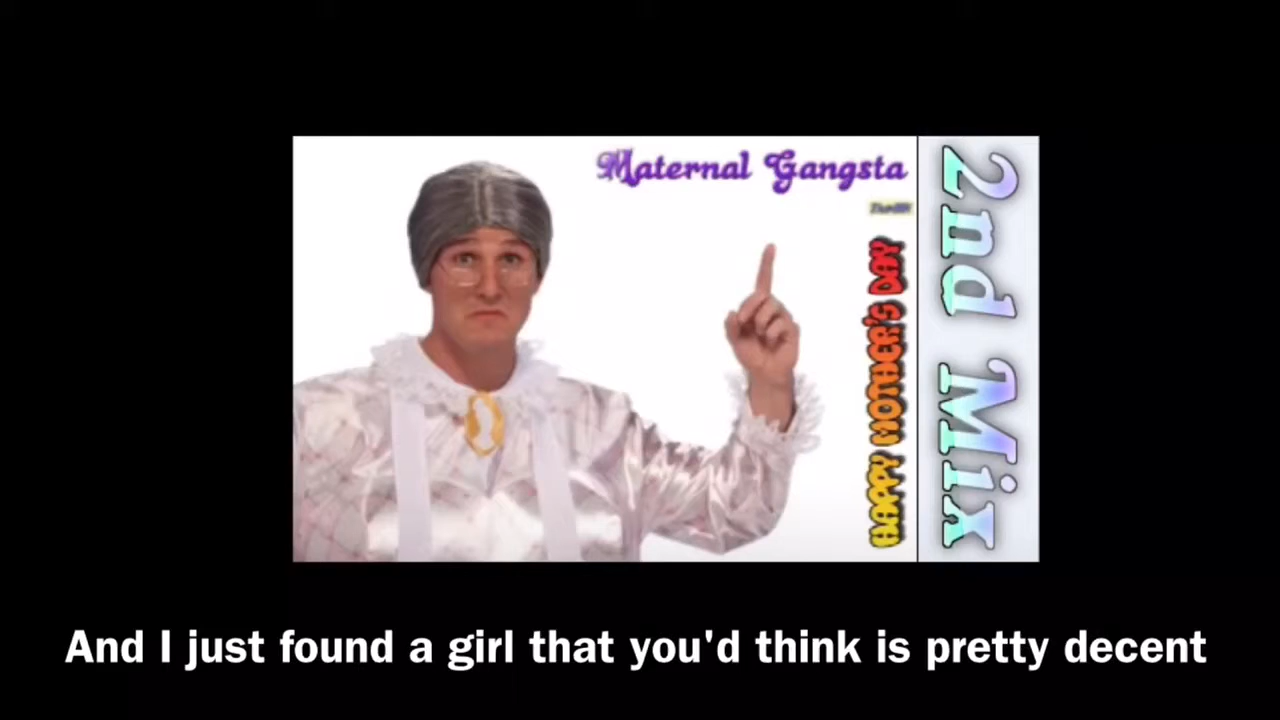 Maternal Gangsta
HAPPY MOTHER'S DAY
2nd Mix
And I just found a girl that you'd think is pretty decent